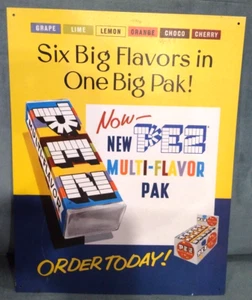 GRAPE LIME LEMON ORANGE CHOCO CHERRY
Six Big Flavors in
One Big Pak!
Now—
NEW PEZ
MULTI-FLAVOR
PAK
PEZ
ORDER TODAY!